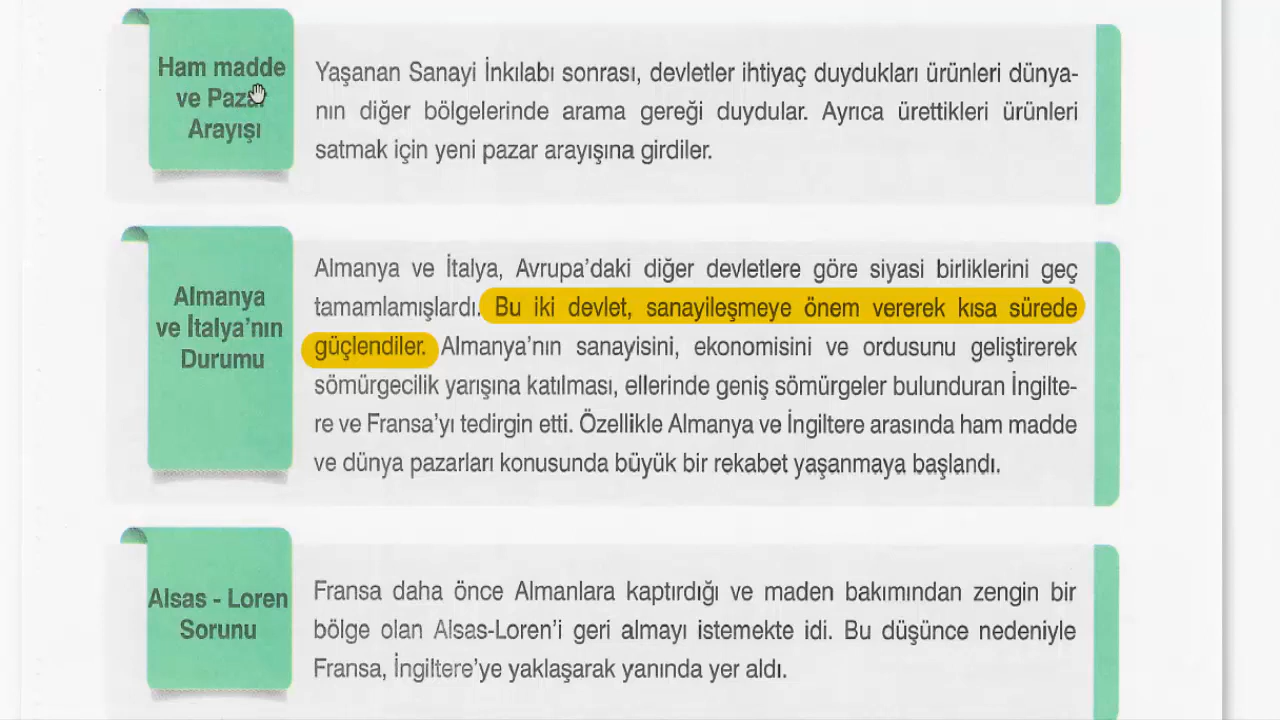 Ham madde
ve Pazar
Arayışı
Yaşanan Sanayi İnkılabı sonrası, devletler ihtiyaç duydukları ürünleri dünya-
nın diğer bölgelerinde arama gereği duydular. Ayrıca ürettikleri ürünleri
satmak için yeni pazar arayışına girdiler.
Almanya
ve İtalya’nın
Durumu
Almanya ve İtalya, Avrupa’daki diğer devletlere göre siyasi birliklerini geç
tamamlamışlardı. Bu iki devlet, sanayileşmeye önem vererek kısa sürede
güçlendiler. Almanya’nın sanayisini, ekonomisini ve ordusunu geliştirerek
sömürgecilik yarışına katılması, ellerinde geniş sömürgeler bulunduran İngilte-
re ve Fransa’yı tedirgin etti. Özellikle Almanya ve İngiltere arasında ham madde
ve dünya pazarları konusunda büyük bir rekabet yaşanmaya başlandı.
Alsas - Loren
Sorunu
Fransa daha önce Almanlara kaptırdığı ve maden bakımından zengin bir
bölge olan Alsas-Loren’i geri almayı istemekte idi. Bu düşünce nedeniyle
Fransa, İngiltere’ye yaklaşarak yanında yer aldı.